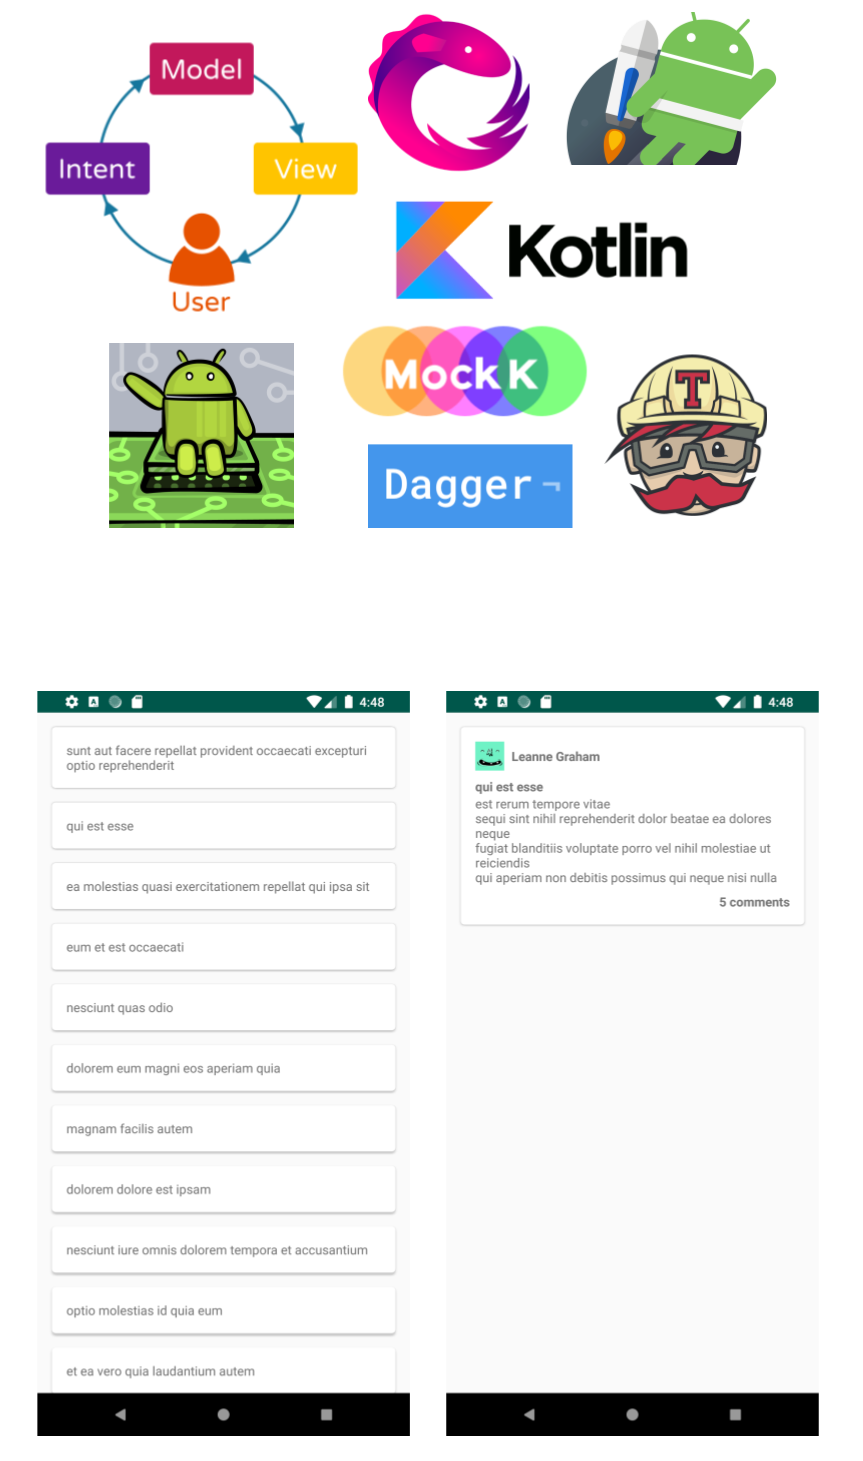 Model
Intent
View
User
Kotlin
MockK
Dagger
T
4:48
sunt aut facere repellat provident occaecati excepturi
optio reprehenderit
qui est esse
ea molestias quasi exercitationem repellat qui ipsa sit
eum et est occaecati
nesciunt quas odio
dolorem eum magni eos aperiam quia
magnam facilis autem
dolorem dolore est ipsam
nesciunt iure omnis dolorem tempora et accusantium
optio molestias id quia eum
et ea vero quia laudantium autem
4:48
Leanne Graham
qui est esse
est rerum tempore vitae
sequi sint nihil reprehenderit dolor beatae ea dolores
neque
fugiat blanditiis voluptate porro vel nihil molestiae ut
reiciendis
qui aperiam non debitis possimus qui neque nisi nulla
5 comments